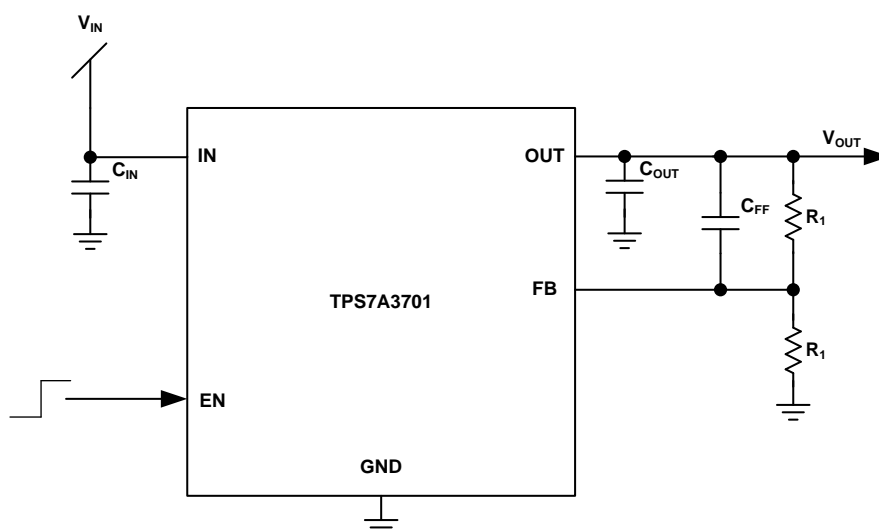 VIN
IN
CIN
OUT
COUT
VOUT
CFF
R1
TPS7A3701
FB
R1
EN
GND